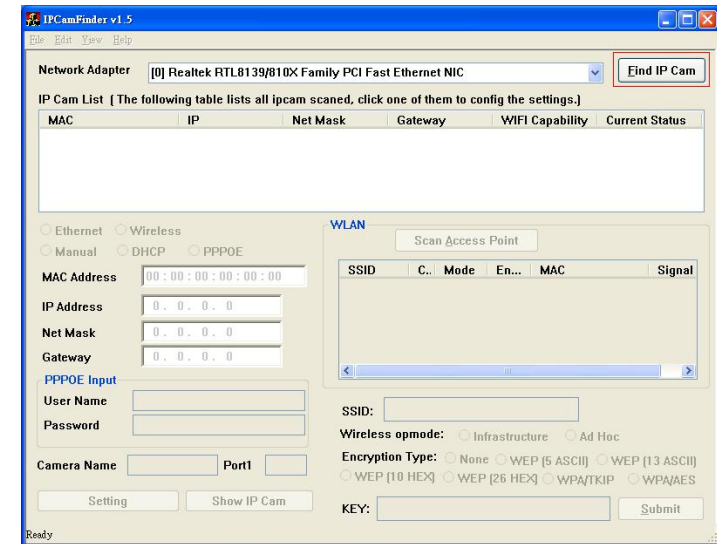 IPCamFinder v1.5
File Edit View Help
Network Adapter [0] Realtek RTL8139/810X Family PCI Fast Ethernet NIC Find IP Cam
IP Cam List ( The following table lists all ipcam scaned, click one of them to config the settings.)
MAC IP Net Mask Gateway WIFI Capability Current Status
Ethernet Wireless
Manual DHCP PPPOE
MAC Address 00 : 00 : 00 : 00 : 00 : 00
IP Address 0 . 0 . 0 . 0
Net Mask 0 . 0 . 0 . 0
Gateway 0 . 0 . 0 . 0
PPPOE Input
User Name
Password
Camera Name Port1
Setting Show IP Cam
WLAN
Scan Access Point
SSID C.. Mode En... MAC Signal
SSID:
Wireless opmode: Infrastructure Ad Hoc
Encryption Type: None WEP (5 ASCII) WEP (13 ASCII)
WEP (10 HEX) WEP (26 HEX) WPA/TKIP WPA/AES
KEY: Submit
Ready